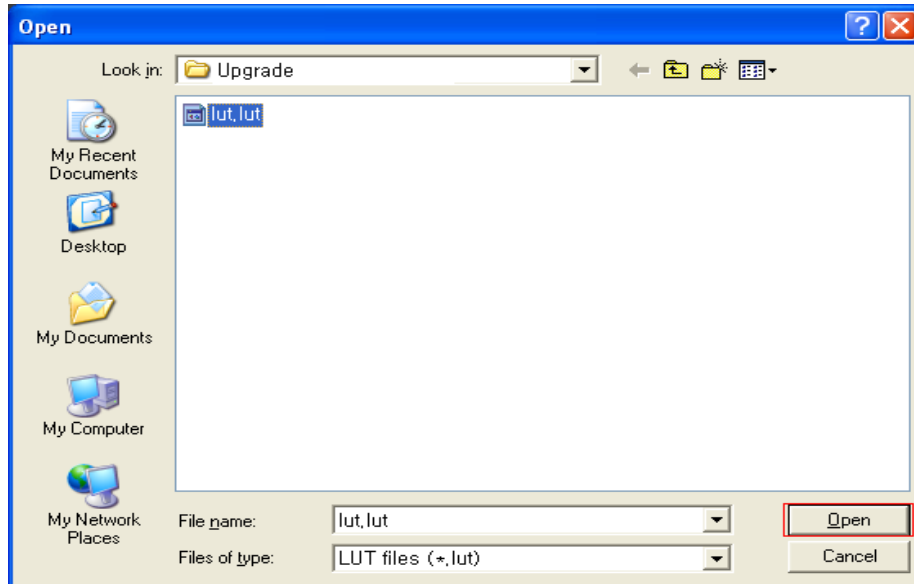 Open
Look in:
Upgrade
lut.lut
My Recent
Documents
Desktop
My Documents
My Computer
My Network
Places
File name:
lut.lut
Open
Files of type:
LUT files (*.lut)
Cancel